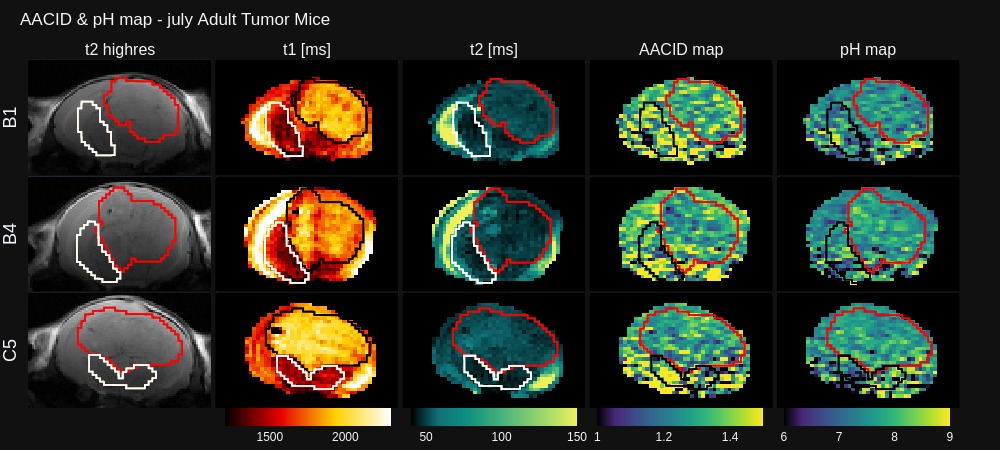 AACID & pH map - july Adult Tumor Mice
t2 highres t1 [ms] t2 [ms] AACID map pH map
B1
B4
C5
1500 2000 50 100 150 1 1.2 1.4 6 7 8 9